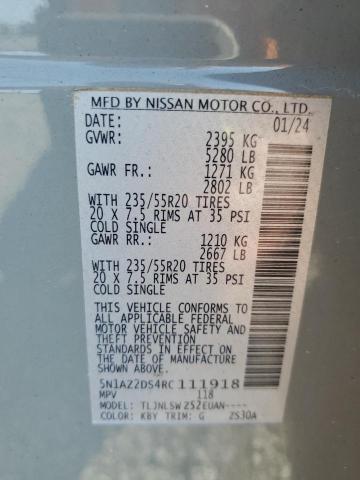 MFD BY NISSAN MOTOR CO., LTD.
DATE: 01/24
GVWR: 2395 KG
5280 LB
GAWR FR.: 1271 KG
2802 LB
WITH 235/55R20 TIRES
20 X 7.5 RIMS AT 35 PSI
COLD SINGLE
GAWR RR.: 1210 KG
2667 LB
WITH 235/55R20 TIRES
20 X 7.5 RIMS AT 35 PSI
COLD SINGLE
THIS VEHICLE CONFORMS TO
ALL APPLICABLE FEDERAL
MOTOR VEHICLE SAFETY AND
THEFT PREVENTION
STANDARDS IN EFFECT ON
THE DATE OF MANUFACTURE
SHOWN ABOVE.
5N1AZ2DS4RC111918
MPV 118
TLJNLSWZ52EUAN----
COLOR: KBY TRIM: G ZS30A